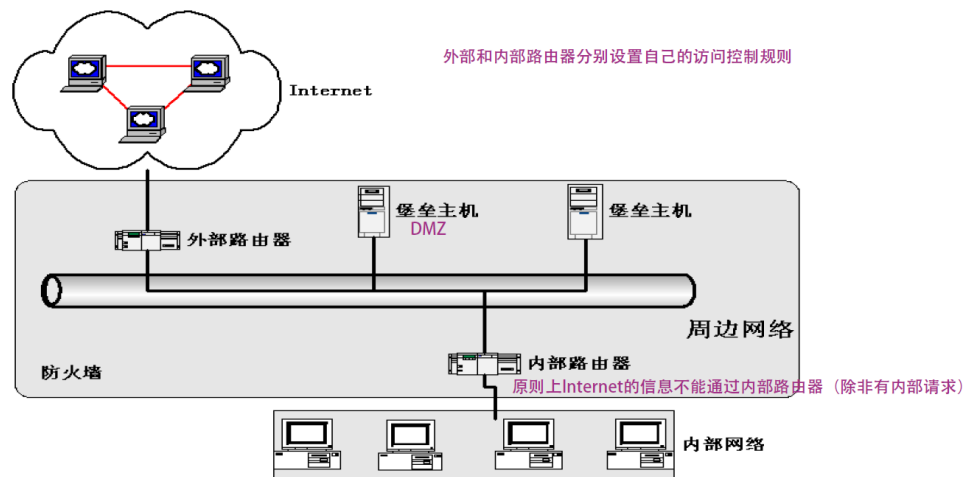 外部和内部路由器分别设置自己的访问控制规则
Internet
堡垒主机
DMZ
堡垒主机
外部路由器
周边网络
防火墙
内部路由器
原则上Internet的信息不能通过内部路由器（除非有内部请求）
内部网络